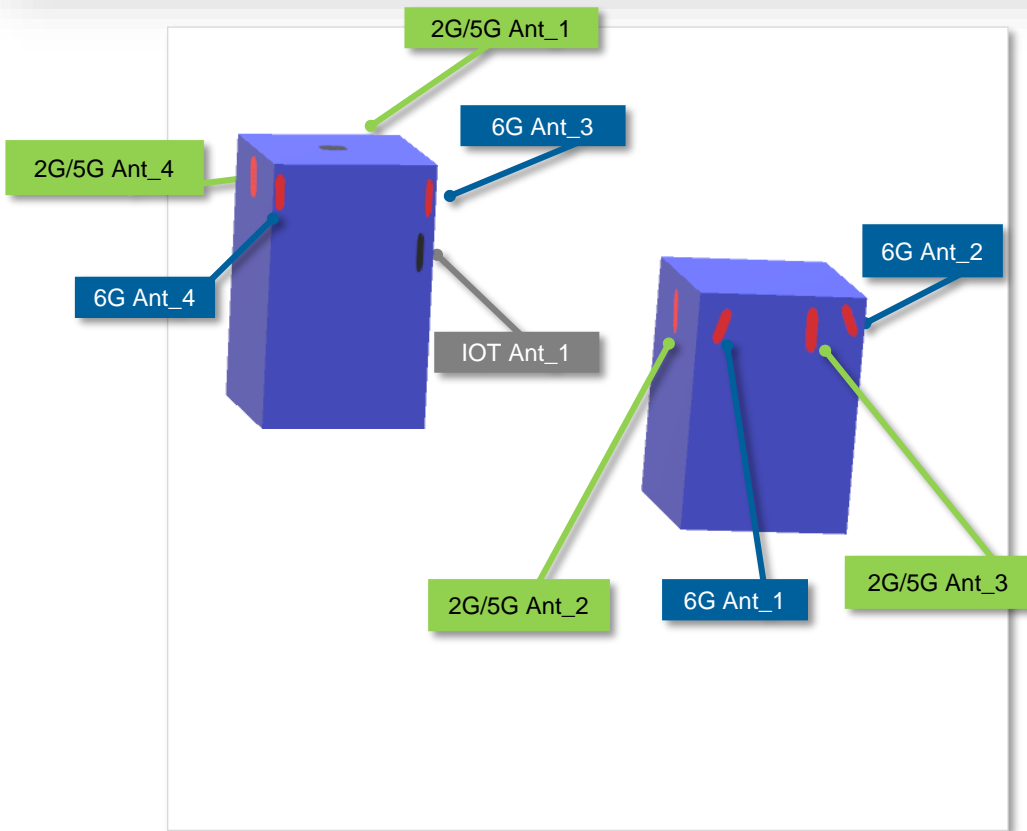 2G/5G Ant_1
6G Ant_3
2G/5G Ant_4
6G Ant_2
6G Ant_4
IOT Ant_1
2G/5G Ant_3
2G/5G Ant_2
6G Ant_1